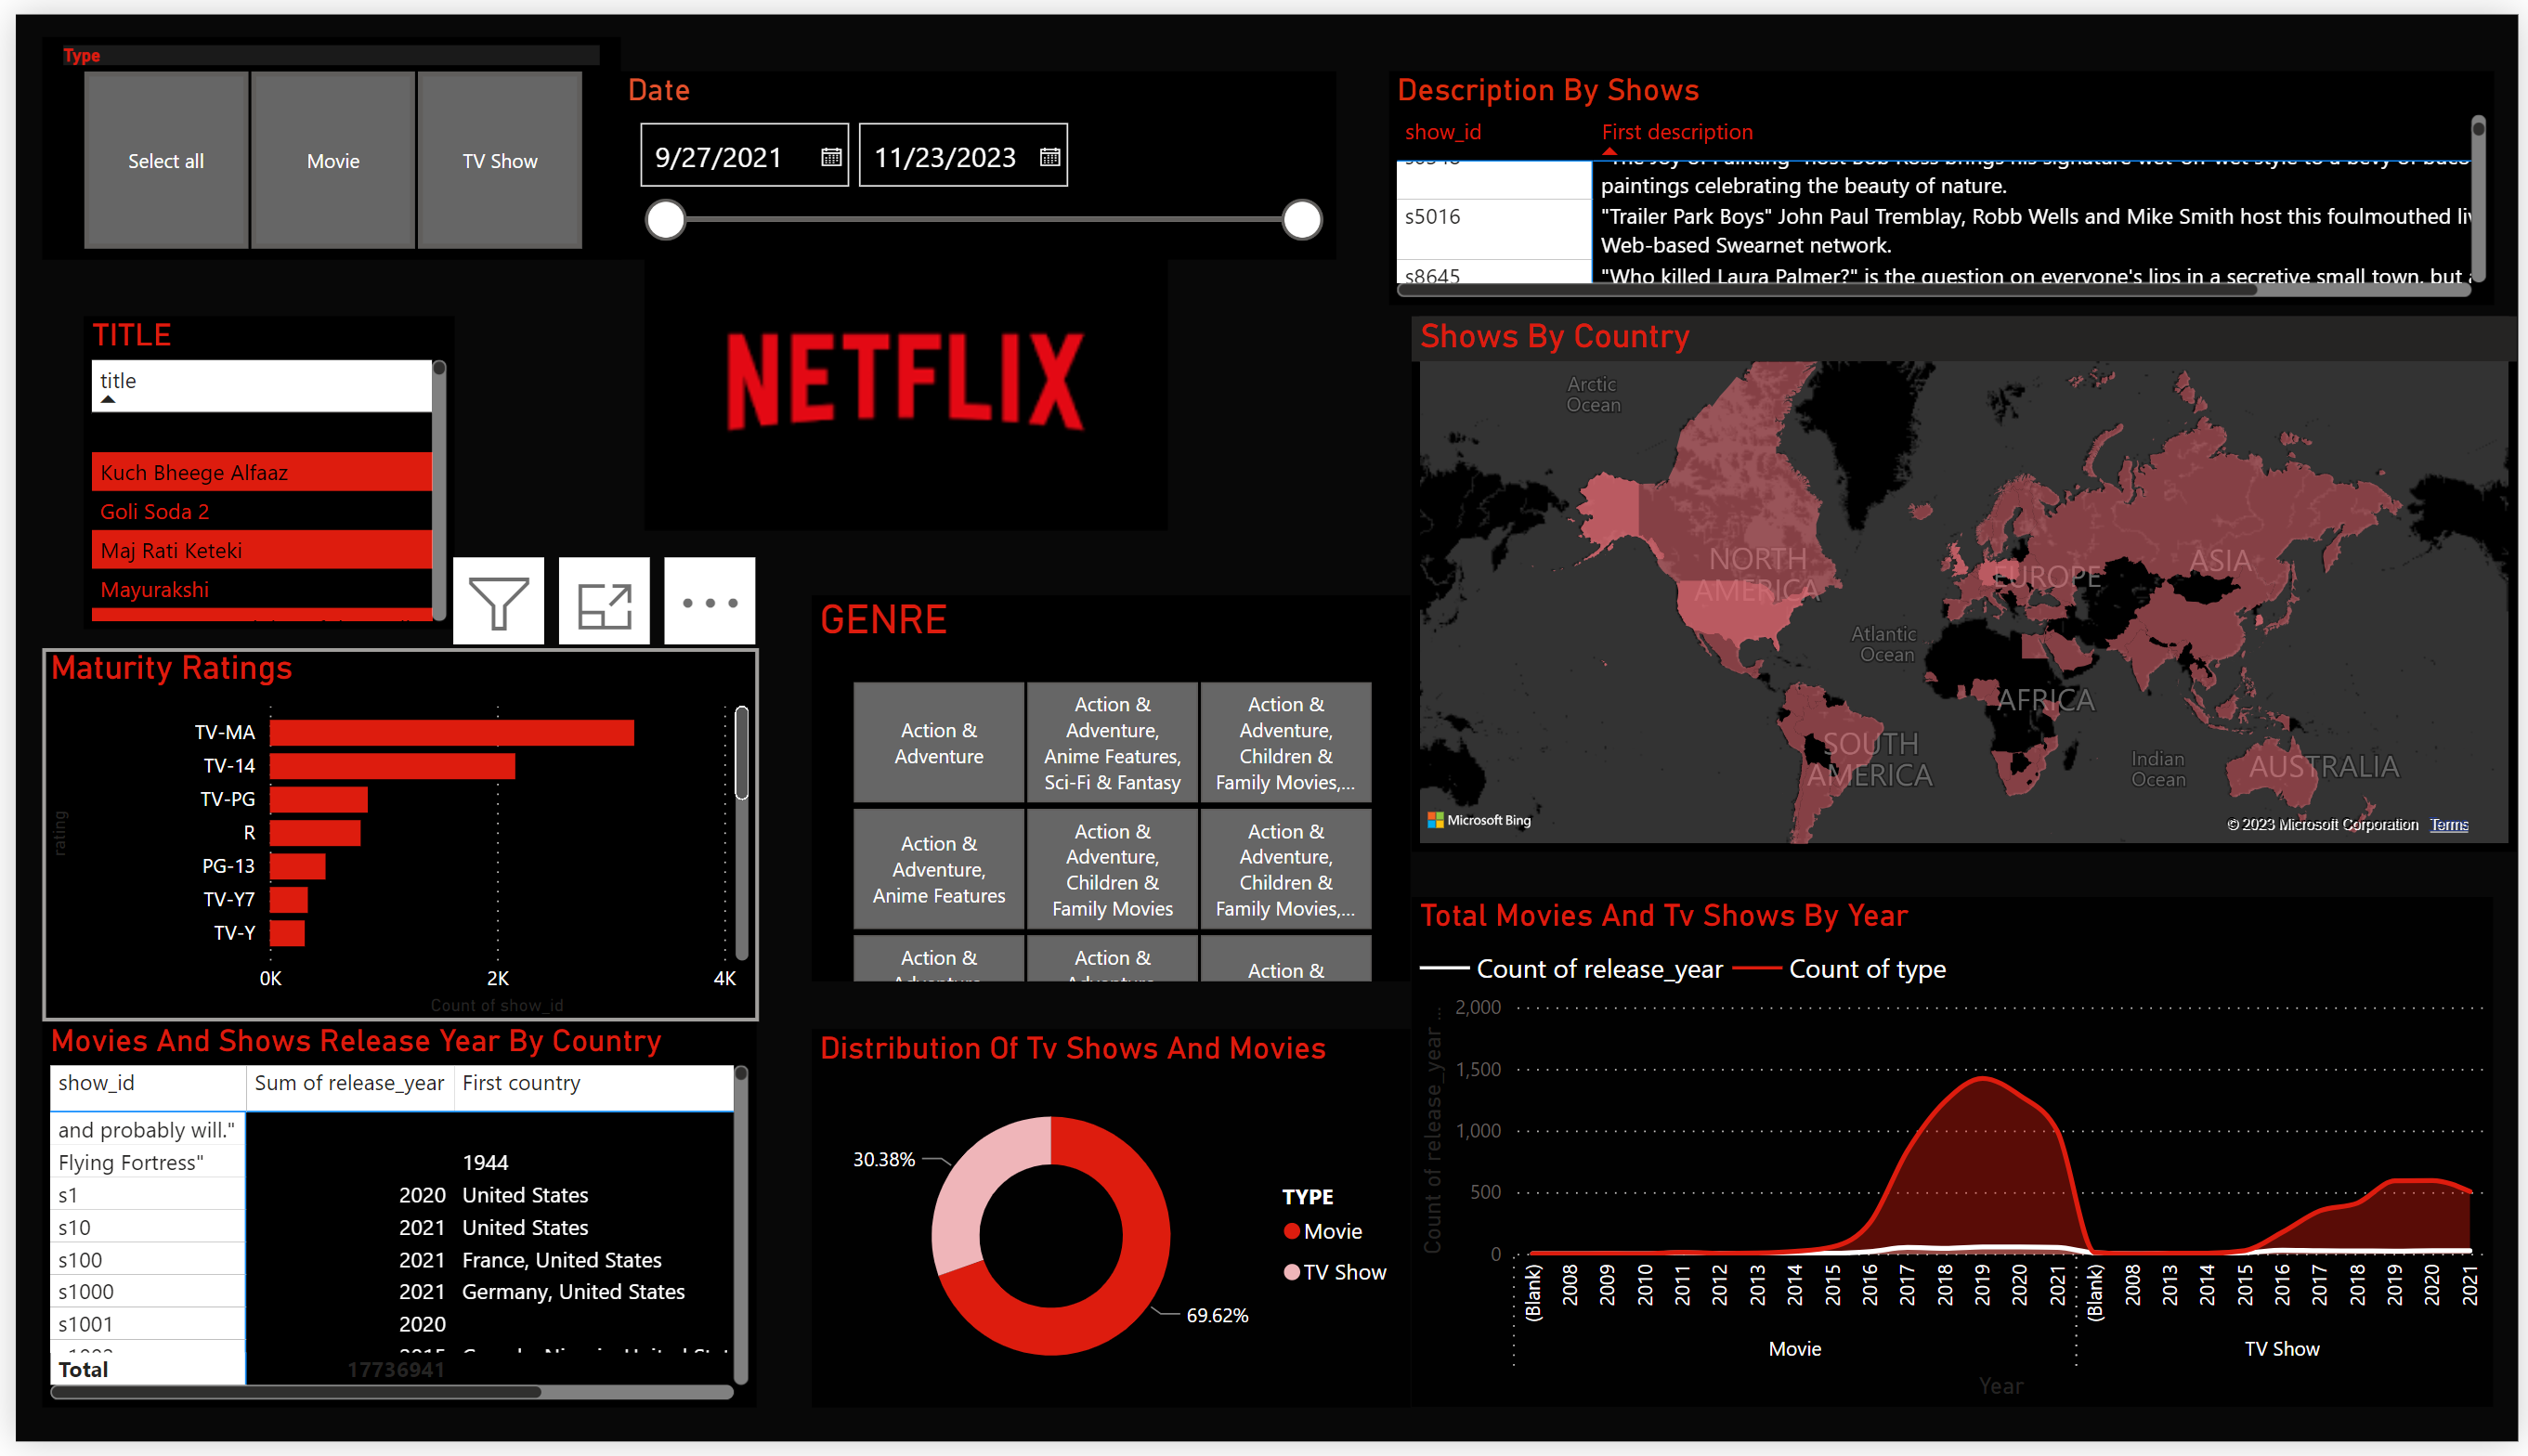 Type
Select all
Movie
TV Show
Date
9/27/2021
11/23/2023
Description By Shows
show_id
First description
paintings celebrating the beauty of nature.
s5016
"Trailer Park Boys" John Paul Tremblay, Robb Wells and Mike Smith host this foulmouthed
Web-based Swearnet network.
s8645
"Who killed Laura Palmer?" is the question on everyone's lips in a secretive small town, but
TITLE
title
Kuch Bheege Alfaaz
Goli Soda 2
Maj Rati Keteki
Mayurakshi
NETFLIX
Shows By Country
Arctic
Ocean
NORTH
AMERICA
EUROPE
ASIA
Atlantic
Ocean
AFRICA
SOUTH
AMERICA
Indian
Ocean
AUSTRALIA
Microsoft Bing
© 2023 Microsoft Corporation Terms
Maturity Ratings
rating
TV-MA
TV-14
TV-PG
R
PG-13
TV-Y7
TV-Y
0K
2K
4K
Count of show_id
GENRE
Action &
Adventure
Action &
Adventure,
Anime Features,
Sci-Fi & Fantasy
Action &
Adventure,
Children &
Family Movies,...
Action &
Adventure,
Anime Features
Action &
Adventure,
Children &
Family Movies
Action &
Adventure,
Children &
Family Movies,...
Action &
Action &
Action &
Movies And Shows Release Year By Country
show_id Sum of release_year First country
and probably will."
Flying Fortress" 1944
s1 2020 United States
s10 2021 United States
s100 2021 France, United States
s1000 2021 Germany, United States
s1001 2020
Total 17736941
Distribution Of Tv Shows And Movies
30.38%
69.62%
TYPE
Movie
TV Show
Total Movies And Tv Shows By Year
Count of release_year Count of type
Count of release_year ...
2,000
1,500
1,000
500
0
(Blank) 2008 2009 2010 2011 2012 2013 2014 2015 2016 2017 2018 2019 2020 2021 (Blank) 2008 2013 2014 2015 2016 2017 2018 2019 2020 2021
Movie TV Show
Year